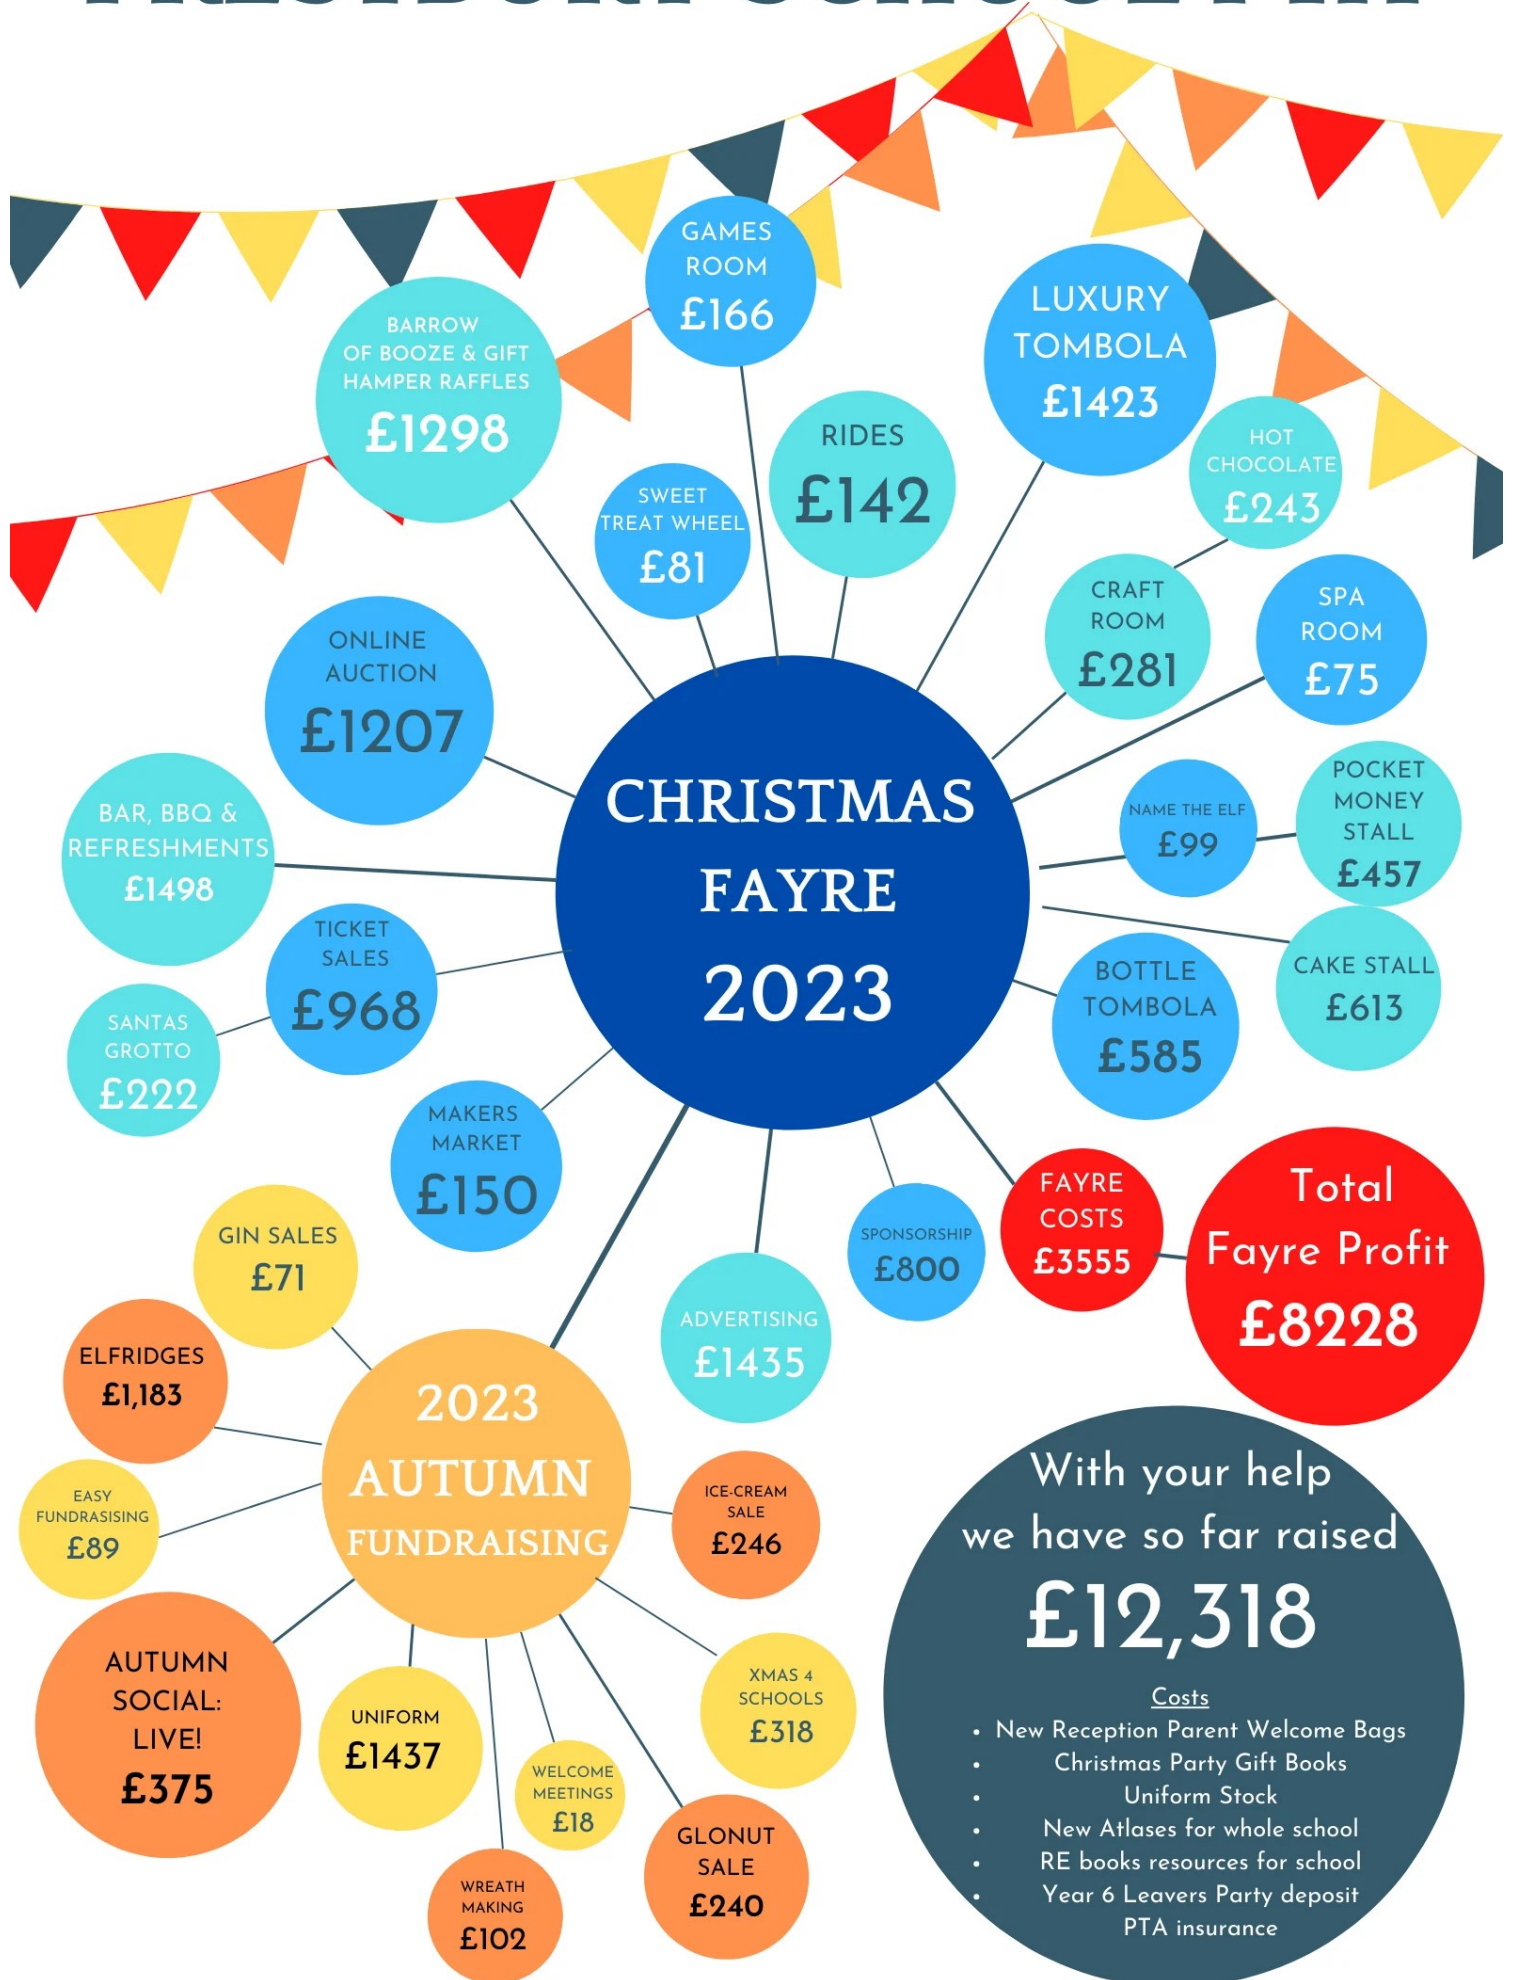 GAMES
ROOM
£166
BARROW
OF BOOZE & GIFT
HAMPER RAFFLES
£1298
LUXURY
TOMBOLA
£1423
RIDES
£142
HOT
CHOCOLATE
£243
SWEET
TREAT WHEEL
£81
CRAFT
ROOM
£281
SPA
ROOM
£75
ONLINE
AUCTION
£1207
BAR, BBQ &
REFRESHMENTS
£1498
CHRISTMAS
FAYRE
2023
NAME THE ELF
£99
POCKET
MONEY
STALL
£457
TICKET
SALES
£968
CAKE STALL
£613
BOTTLE
TOMBOLA
£585
SANTAS
GROTTO
£222
MAKERS
MARKET
£150
SPONSORSHIP
£800
FAYRE
COSTS
£3555
Total
Fayre Profit
£8228
ADVERTISING
£1435
GIN SALES
£71
ELFRIDGES
£1,183
2023
AUTUMN
FUNDRAISING
EASY
FUNDRASISING
£89
ICE-CREAM
SALE
£246
AUTUMN
SOCIAL:
LIVE!
£375
UNIFORM
£1437
WELCOME
MEETINGS
£18
XMAS 4
SCHOOLS
£318
WREATH
MAKING
£102
GLONUT
SALE
£240
With your help
we have so far raised
£12,318
Costs
• New Reception Parent Welcome Bags
• Christmas Party Gift Books
• Uniform Stock
• New Atlases for whole school
• RE books resources for school
• Year 6 Leavers Party deposit
PTA insurance